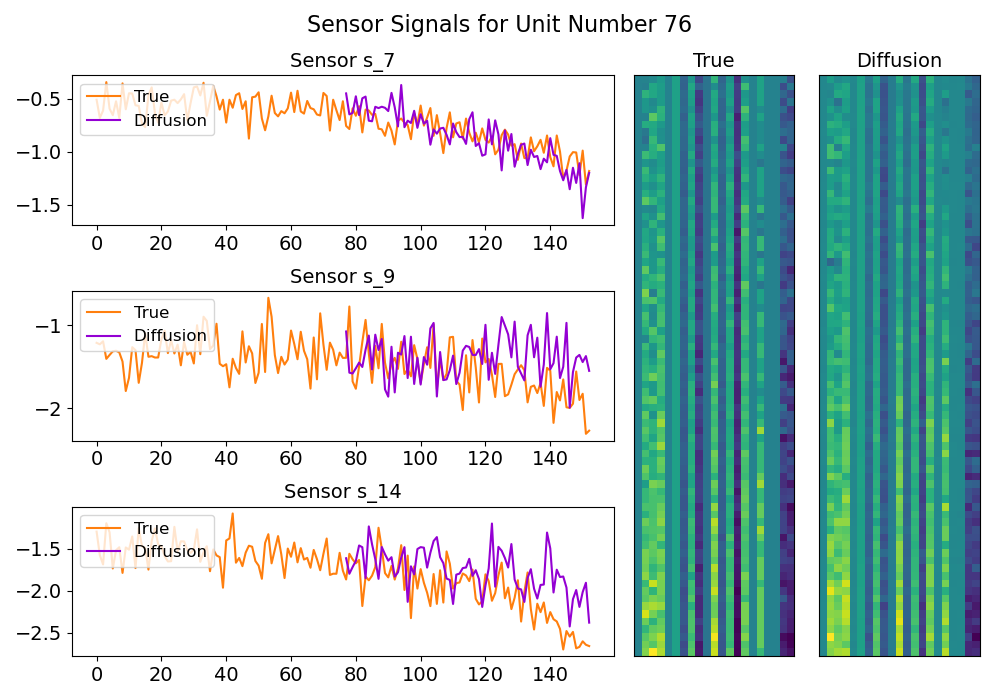 Sensor Signals for Unit Number 76
Sensor s_7
True
Diffusion
−0.5
−1.0
−1.5
0 20 40 60 80 100 120 140
Sensor s_9
True
Diffusion
−1
−2
0 20 40 60 80 100 120 140
Sensor s_14
True
Diffusion
−1.5
−2.0
−2.5
0 20 40 60 80 100 120 140
True
Diffusion